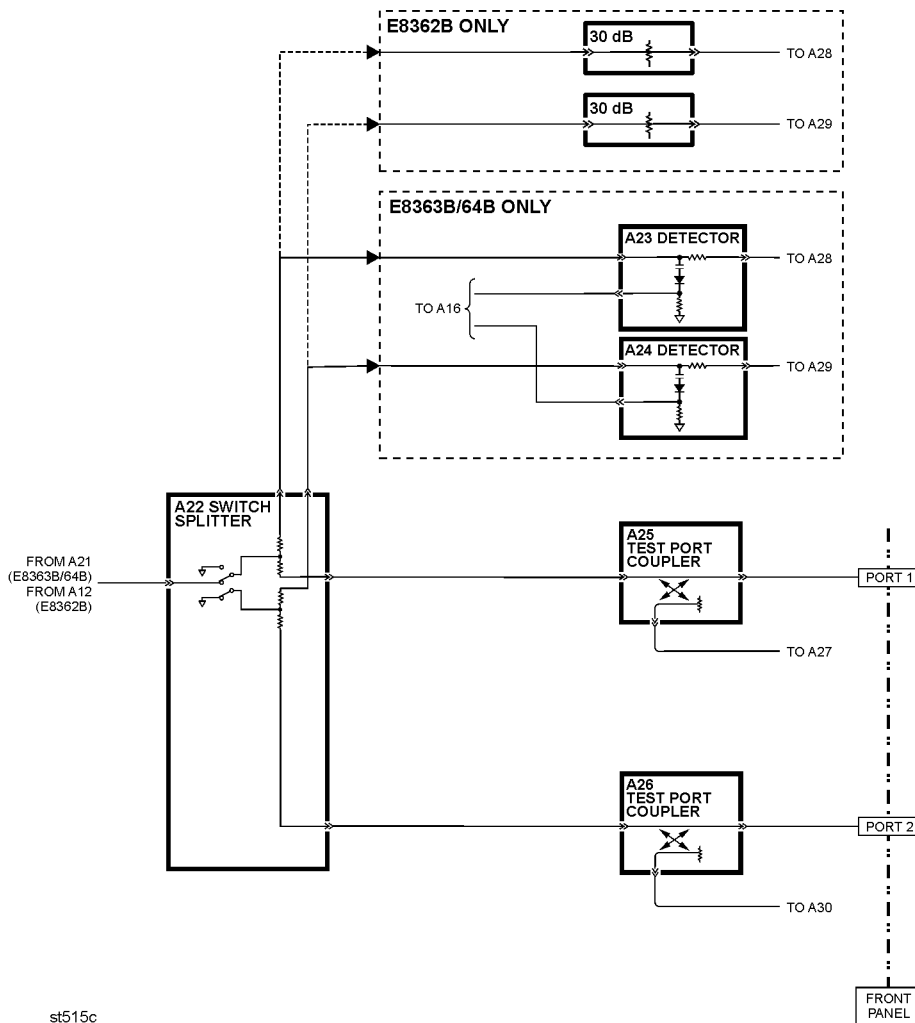 E8362B ONLY
30 dB
TO A28
30 dB
TO A29
E8363B/64B ONLY
A23 DETECTOR
TO A28
TO A16
A24 DETECTOR
TO A29
A22 SWITCH
SPLITTER
FROM A21
(E8363B/64B)
FROM A12
(E8362B)
A25
TEST PORT
COUPLER
PORT 1
TO A27
A26
TEST PORT
COUPLER
PORT 2
TO A30
FRONT
PANEL
st515c